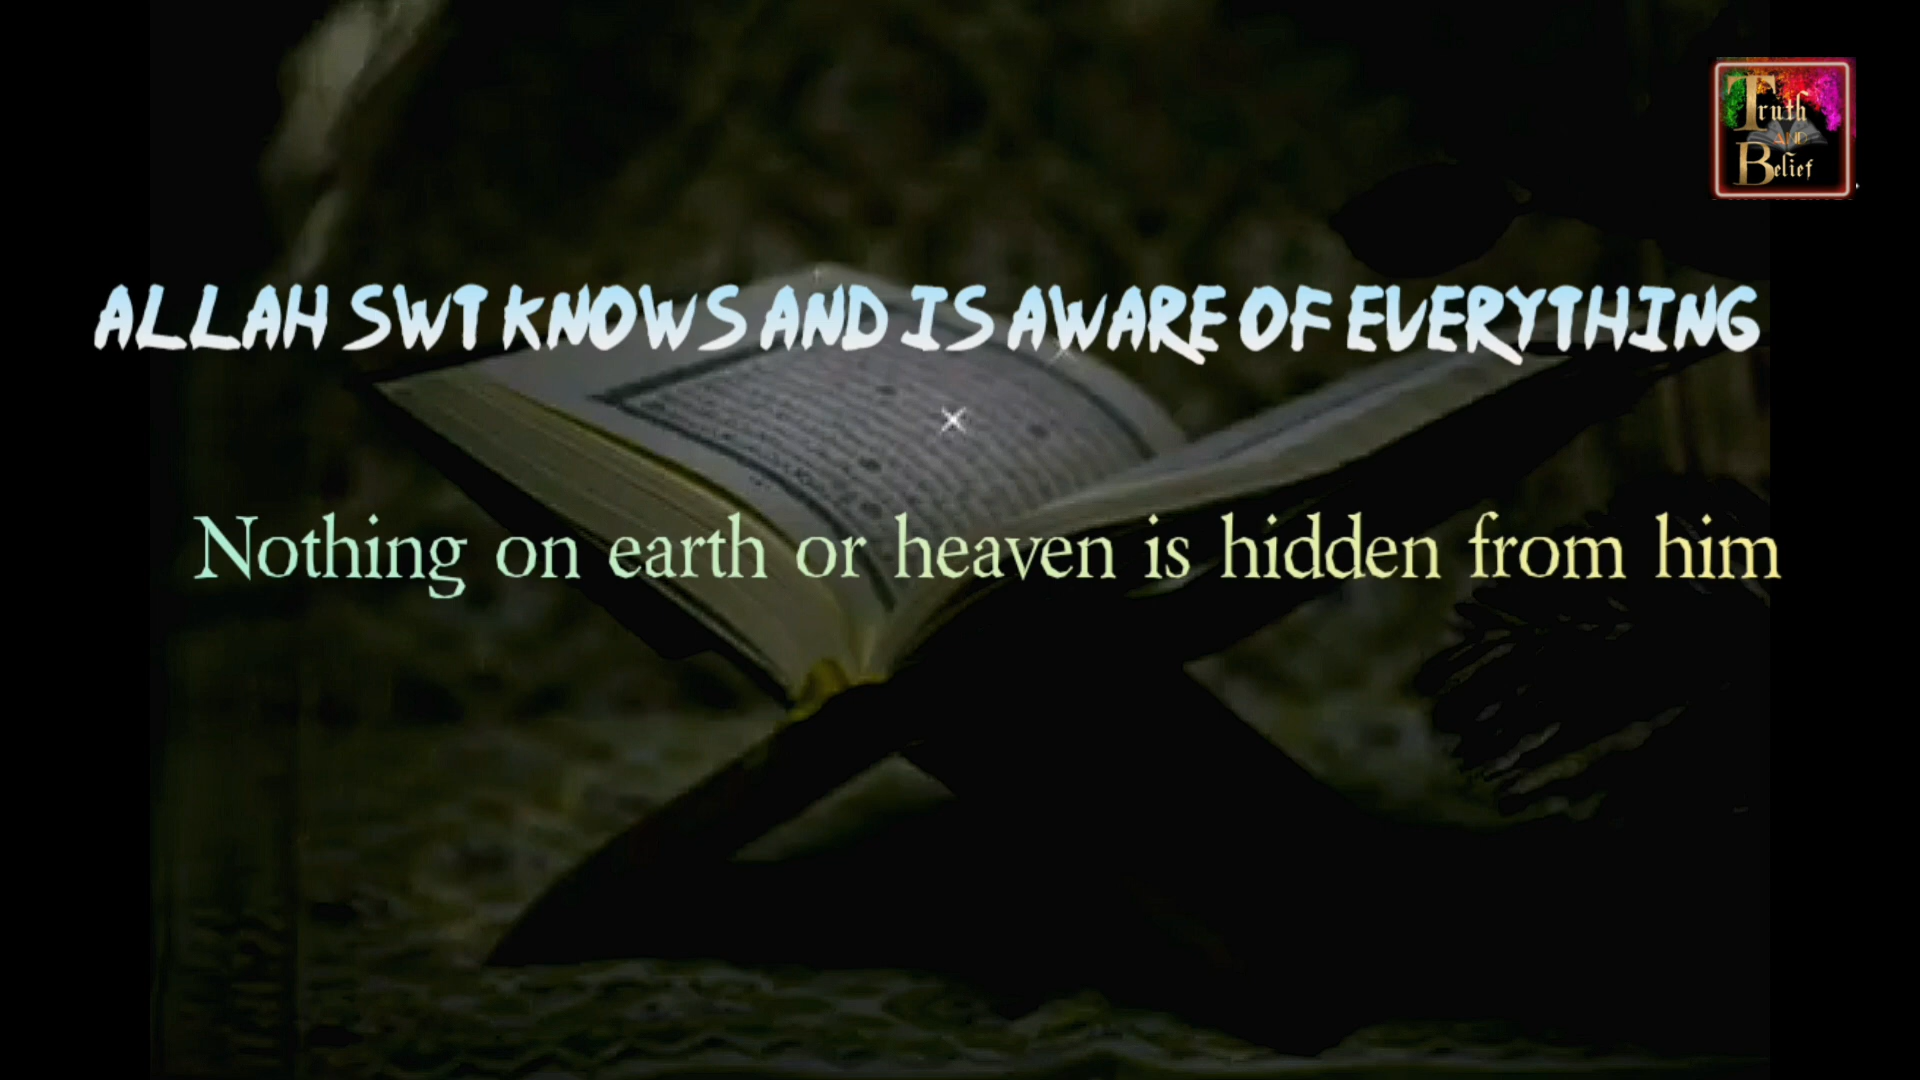 Truth
AND
Belief
ALLAH SWT KNOWS AND IS AWARE OF EVERYTHING
Nothing on earth or heaven is hidden from him